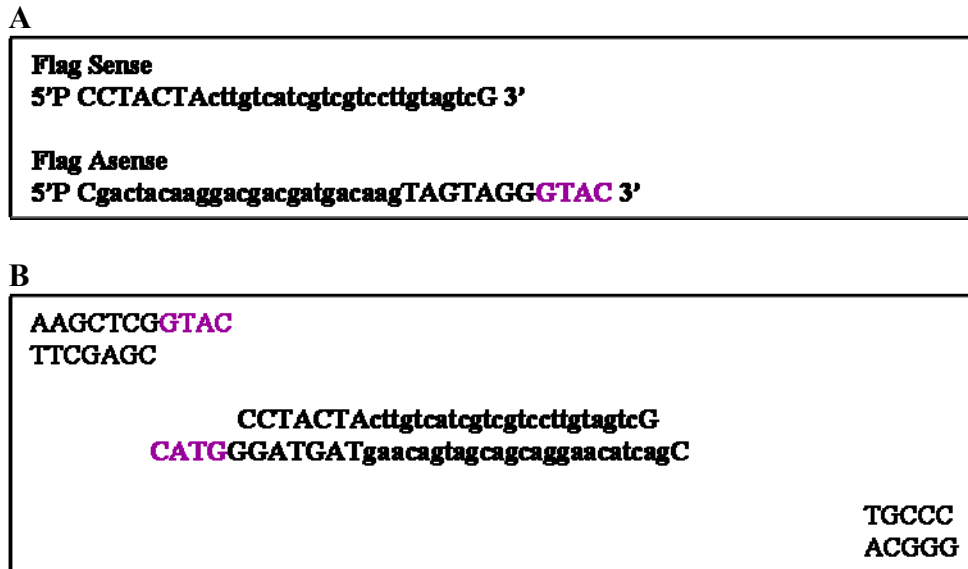 A
Flag Sense
5'P CCTACTActtgtcatcgtcgtccttgtagtcG 3'
Flag Asense
5'P CgactacaaggacgacgatgacaagTAGTAGGGTAC 3'
B
AAGCTCGGTAC
TTCGAGC
CCTACTActtgtcatcgtcgtccttgtagtcG
CATGGGATGATgaacagtagcagcaggaacatcagC
TGCCC
ACGGG